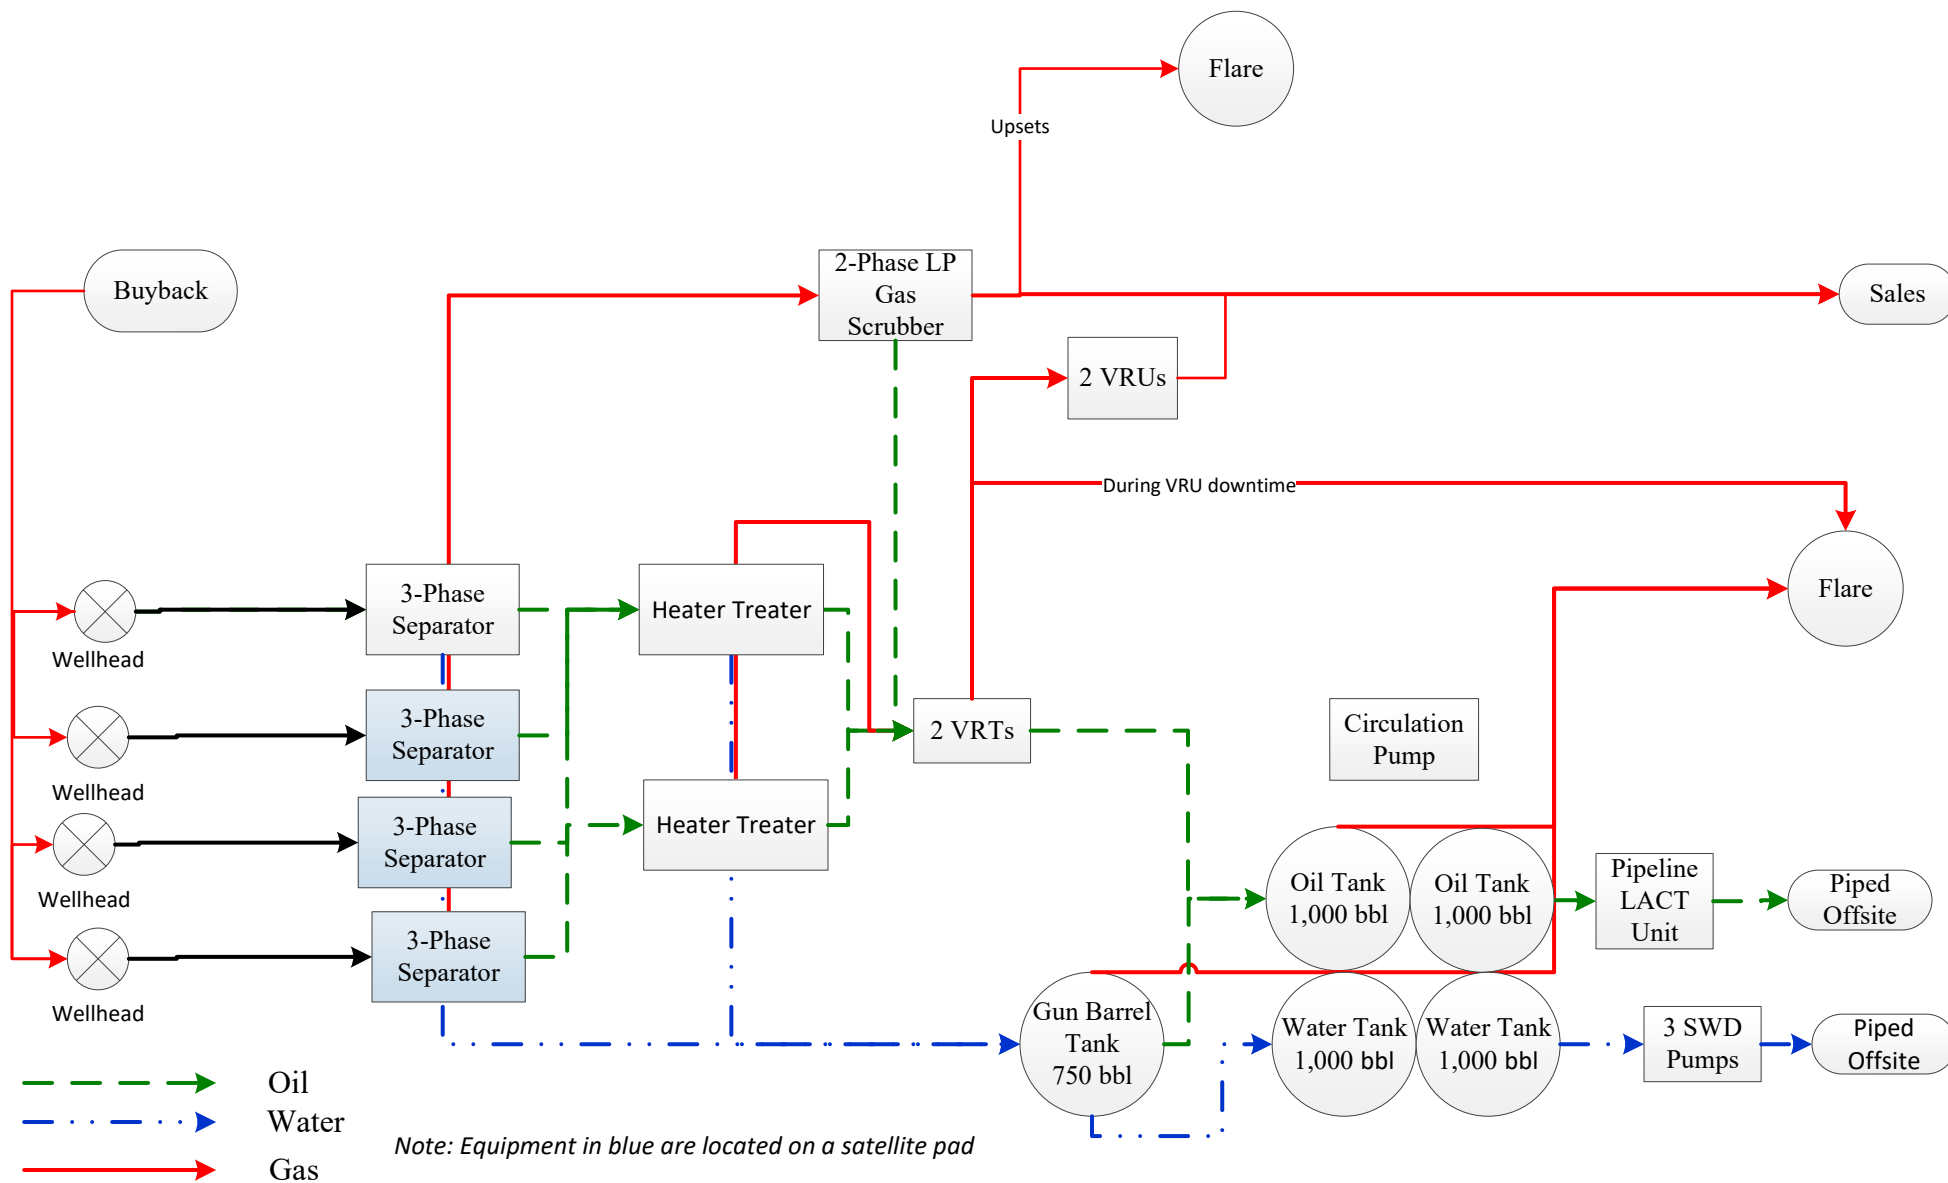 Flare
Upsets
2-Phase LP
Gas
Scrubber
Buyback
Sales
2 VRUs
During VRU downtime
3-Phase
Separator
Heater Treater
Flare
Wellhead
3-Phase
Separator
2 VRTs
Circulation
Pump
Wellhead
3-Phase
Separator
Heater Treater
Oil Tank
1,000 bbl
Oil Tank
1,000 bbl
Pipeline
LACT
Unit
Piped
Offsite
Wellhead
3-Phase
Separator
Wellhead
Gun Barrel
Tank
750 bbl
Water Tank
1,000 bbl
Water Tank
1,000 bbl
3 SWD
Pumps
Piped
Offsite
Oil
Water
Gas
Note: Equipment in blue are located on a satellite pad